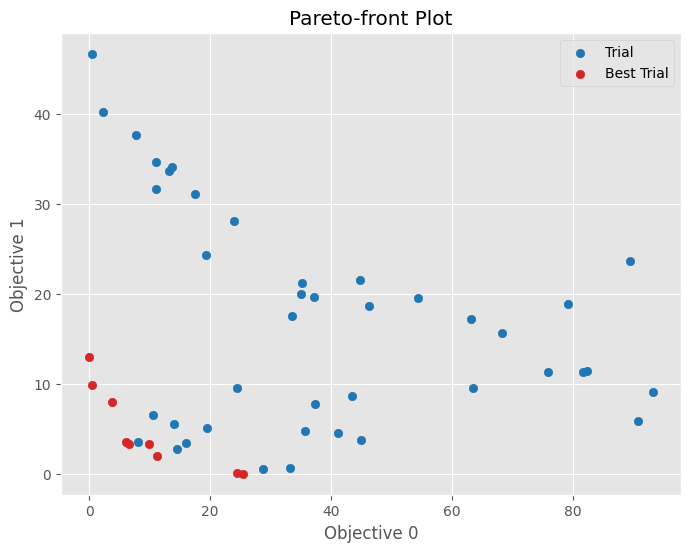 Pareto-front Plot
Trial
Best Trial
Objective 1
40
30
20
10
0
0 20 40 60 80
Objective 0